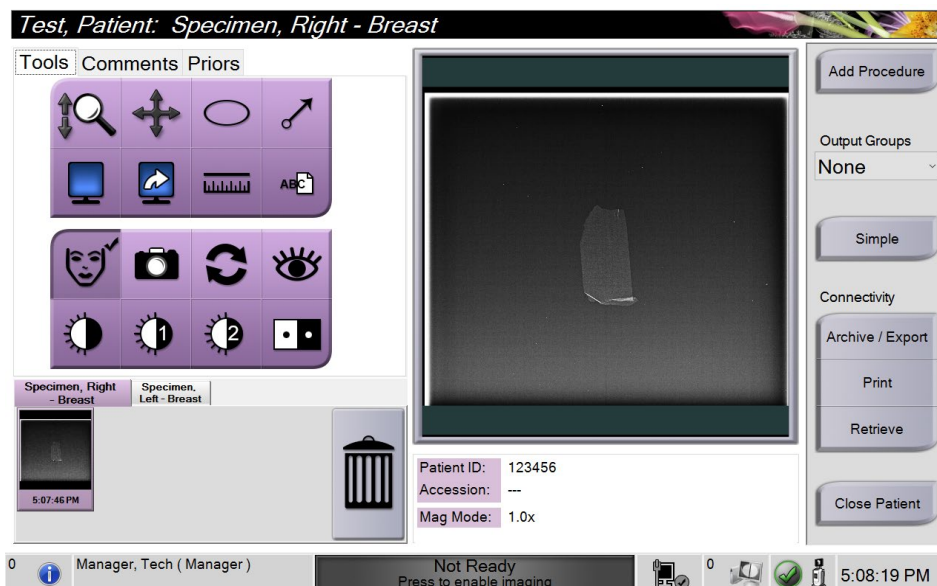 Test, Patient: Specimen, Right - Breast
Tools Comments Priors
ABC
1
2
Specimen, Right
- Breast
Specimen,
Left - Breast
5:07:46 PM
Patient ID: 123456
Accession: ---
Mag Mode: 1.0x
Add Procedure
Output Groups
None
Simple
Connectivity
Archive / Export
Print
Retrieve
Close Patient
0
Manager, Tech ( Manager )
Not Ready
Press to enable imaging
0
5:08:19 PM